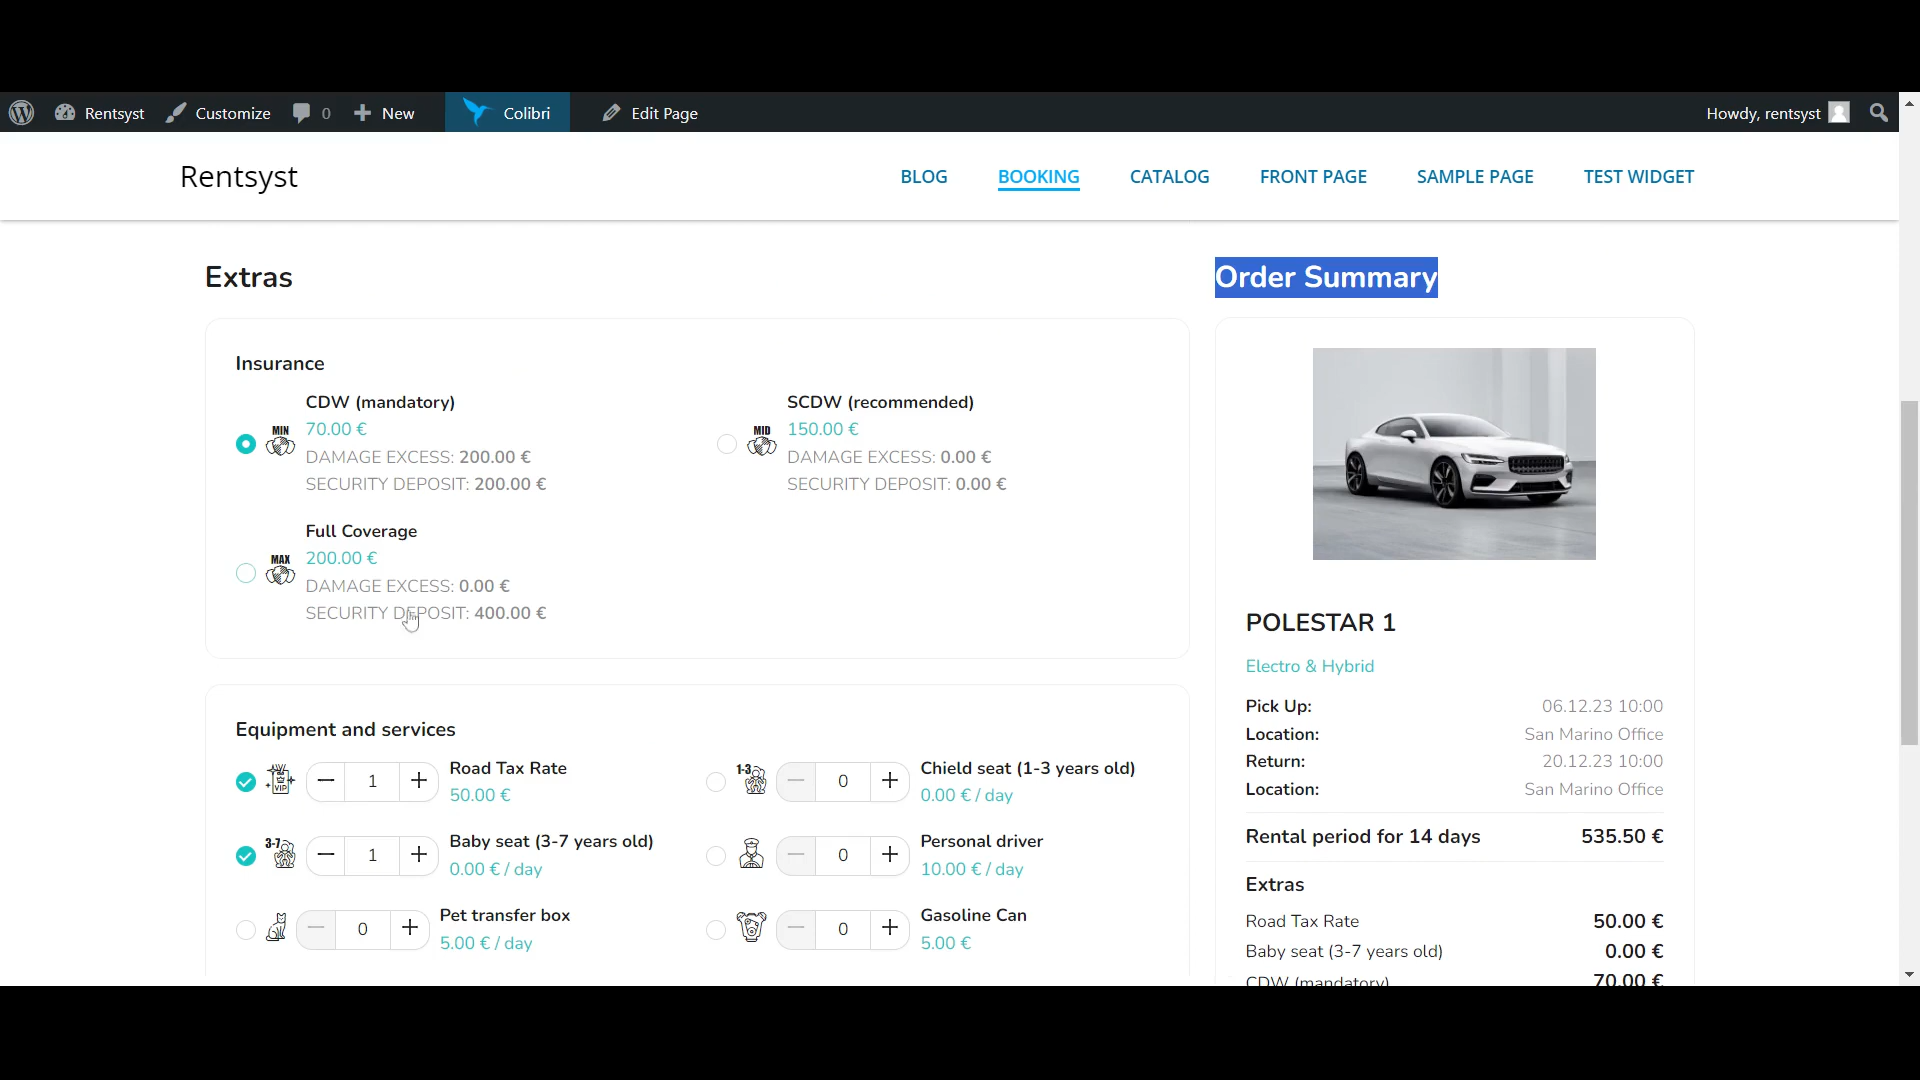 Rentsyst
Customize
0
New
Colibri
Edit Page
Howdy, rentsyst
Rentsyst
BLOG
BOOKING
CATALOG
FRONT PAGE
SAMPLE PAGE
TEST WIDGET
Extras
Insurance
MIN
CDW (mandatory)
70.00 €
DAMAGE EXCESS: 200.00 €
SECURITY DEPOSIT: 200.00 €
MID
SCDW (recommended)
150.00 €
DAMAGE EXCESS: 0.00 €
SECURITY DEPOSIT: 0.00 €
MAX
Full Coverage
200.00 €
DAMAGE EXCESS: 0.00 €
SECURITY DEPOSIT: 400.00 €
Equipment and services
VIP
1
Road Tax Rate
50.00 €
1-3
0
Chield seat (1-3 years old)
0.00 € / day
3-7
1
Baby seat (3-7 years old)
0.00 € / day
0
Personal driver
10.00 € / day
0
Pet transfer box
5.00 € / day
0
Gasoline Can
5.00 €
Order Summary
POLESTAR 1
Electro & Hybrid
Pick Up: 06.12.23 10:00
Location: San Marino Office
Return: 20.12.23 10:00
Location: San Marino Office
Rental period for 14 days 535.50 €
Extras
Road Tax Rate 50.00 €
Baby seat (3-7 years old) 0.00 €
CDW (mandatory) 70.00 €